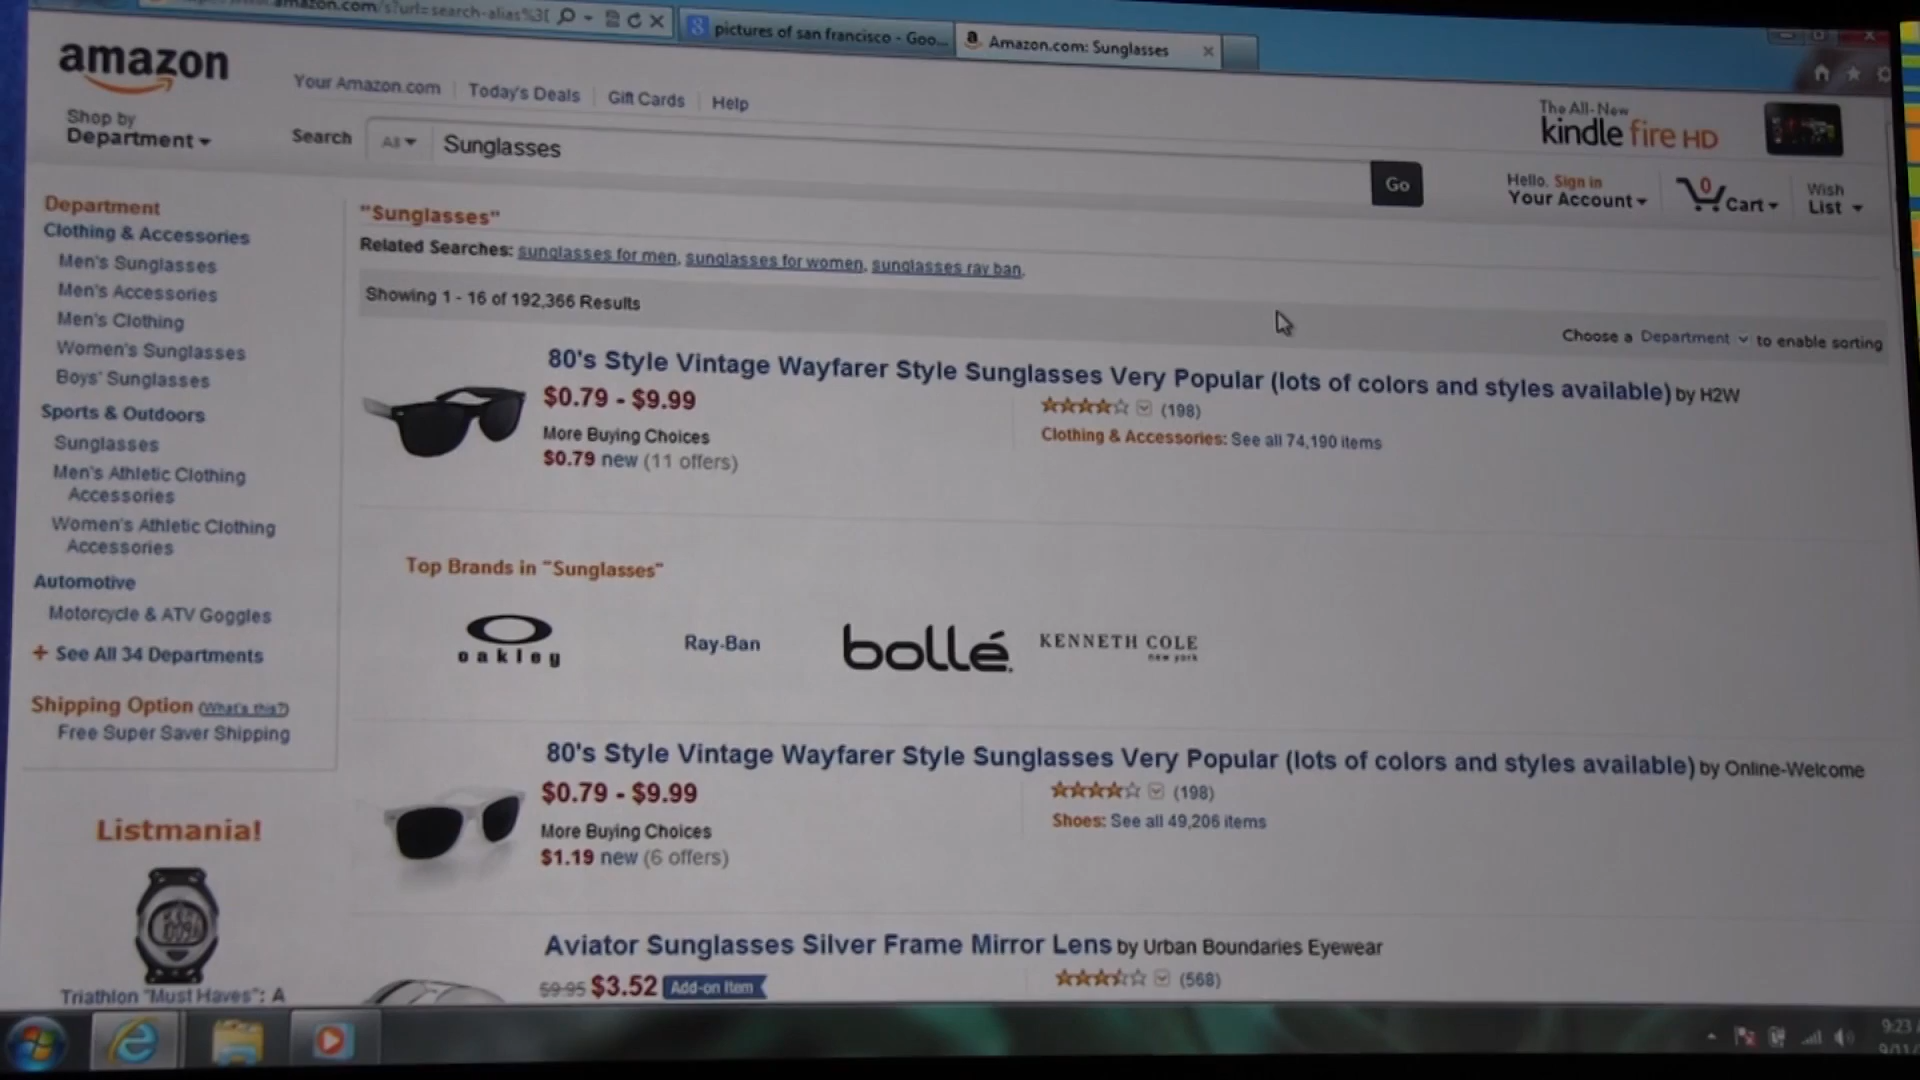 pictures of san francisco - Goo...
Amazon.com: Sunglasses
amazon
Your Amazon.com
Today's Deals
Gift Cards
Help
The All-New
kindle fire HD
Shop by
Department
Search
All
Sunglasses
Go
Hello. Sign in
Your Account
0
Cart
Wish
List
Department
Clothing & Accessories
Men's Sunglasses
Men's Accessories
Men's Clothing
Women's Sunglasses
Boys' Sunglasses
Sports & Outdoors
Sunglasses
Men's Athletic Clothing
Accessories
Women's Athletic Clothing
Accessories
Automotive
Motorcycle & ATV Goggles
+ See All 34 Departments
Shipping Option (What's this?)
Free Super Saver Shipping
Listmania!
Triathlon "Must Haves": A
"Sunglasses"
Related Searches: sunglasses for men, sunglasses for women, sunglasses ray ban.
Showing 1 - 16 of 192,366 Results
Choose a Department to enable sorting
80's Style Vintage Wayfarer Style Sunglasses Very Popular (lots of colors and styles available) by H2W
$0.79 - $9.99
(198)
More Buying Choices
Clothing & Accessories: See all 74,190 items
$0.79 new (11 offers)
Top Brands in "Sunglasses"
oakley
Ray-Ban
bollé.
KENNETH COLE
new york
80's Style Vintage Wayfarer Style Sunglasses Very Popular (lots of colors and styles available) by Online-Welcome
$0.79 - $9.99
(198)
More Buying Choices
Shoes: See all 49,206 items
$1.19 new (6 offers)
Aviator Sunglasses Silver Frame Mirror Lens by Urban Boundaries Eyewear
$9.95 $3.52 Add-on Item
(568)
9:23
9/11/